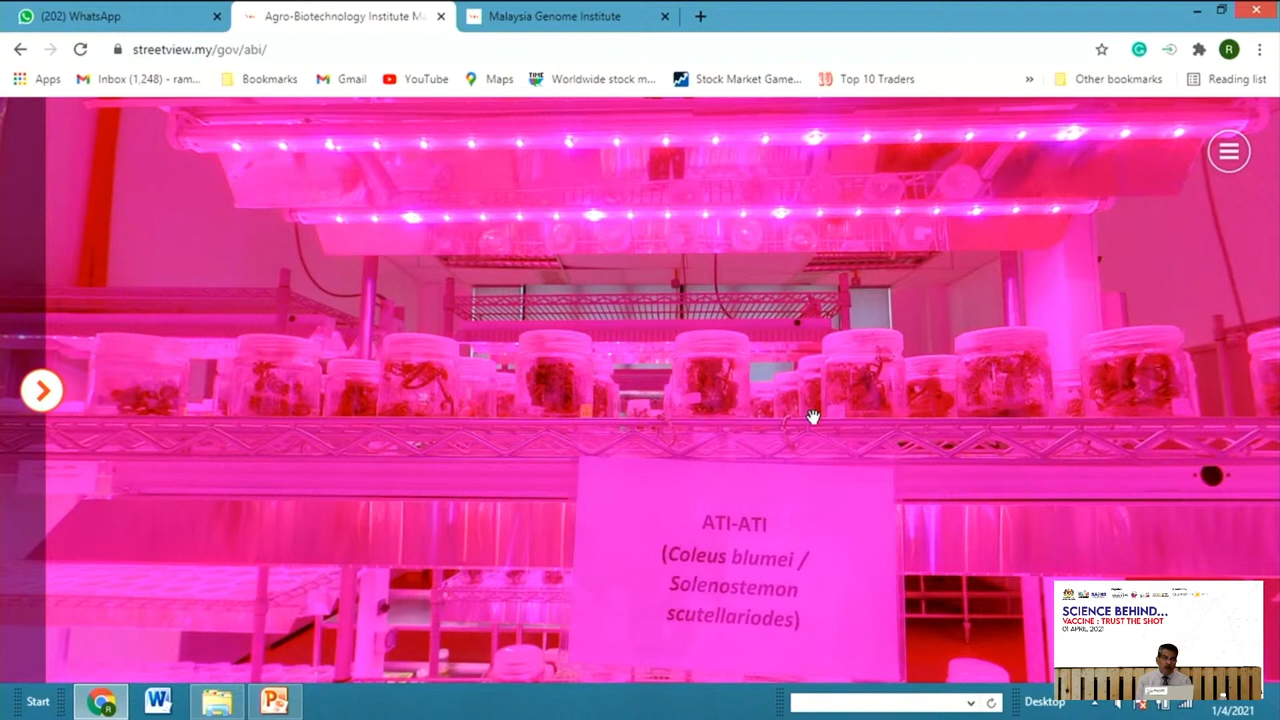 (202) WhatsApp
Agro-Biotechnology Institute M
Malaysia Genome Institute
streetview.my/gov/abi/
R
Apps
Inbox (1,248) - ram...
Bookmarks
Gmail
YouTube
Maps
Worldwide stock m...
Stock Market Game...
Top 10 Traders
»
Other bookmarks
Reading list
ATI-ATI
(Coleus blumei /
Solenostemon
scutellariodes)
SCIENCE BEHIND...
VACCINE : TRUST THE SHOT
01 APRIL 2021
Start
Desktop
1/4/2021